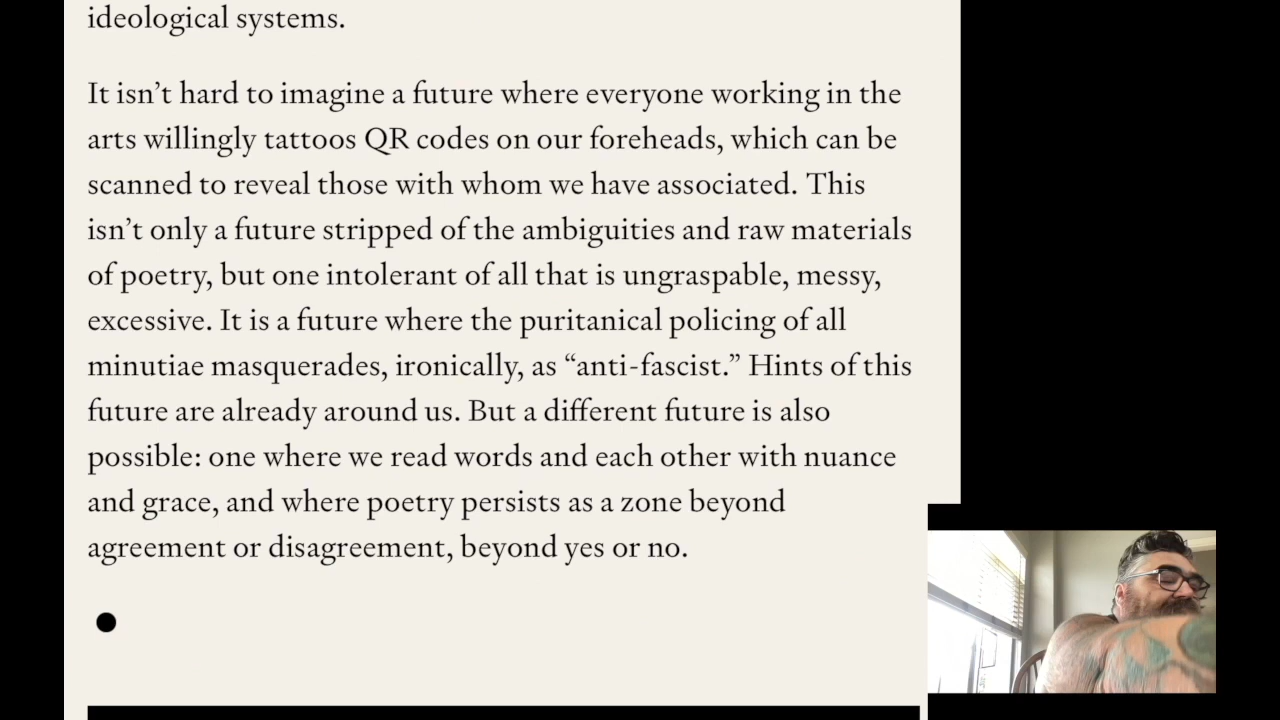 ideological systems.
It isn’t hard to imagine a future where everyone working in the
arts willingly tattoos QR codes on our foreheads, which can be
scanned to reveal those with whom we have associated. This
isn’t only a future stripped of the ambiguities and raw materials
of poetry, but one intolerant of all that is ungraspable, messy,
excessive. It is a future where the puritanical policing of all
minutiae masquerades, ironically, as “anti-fascist.” Hints of this
future are already around us. But a different future is also
possible: one where we read words and each other with nuance
and grace, and where poetry persists as a zone beyond
agreement or disagreement, beyond yes or no.